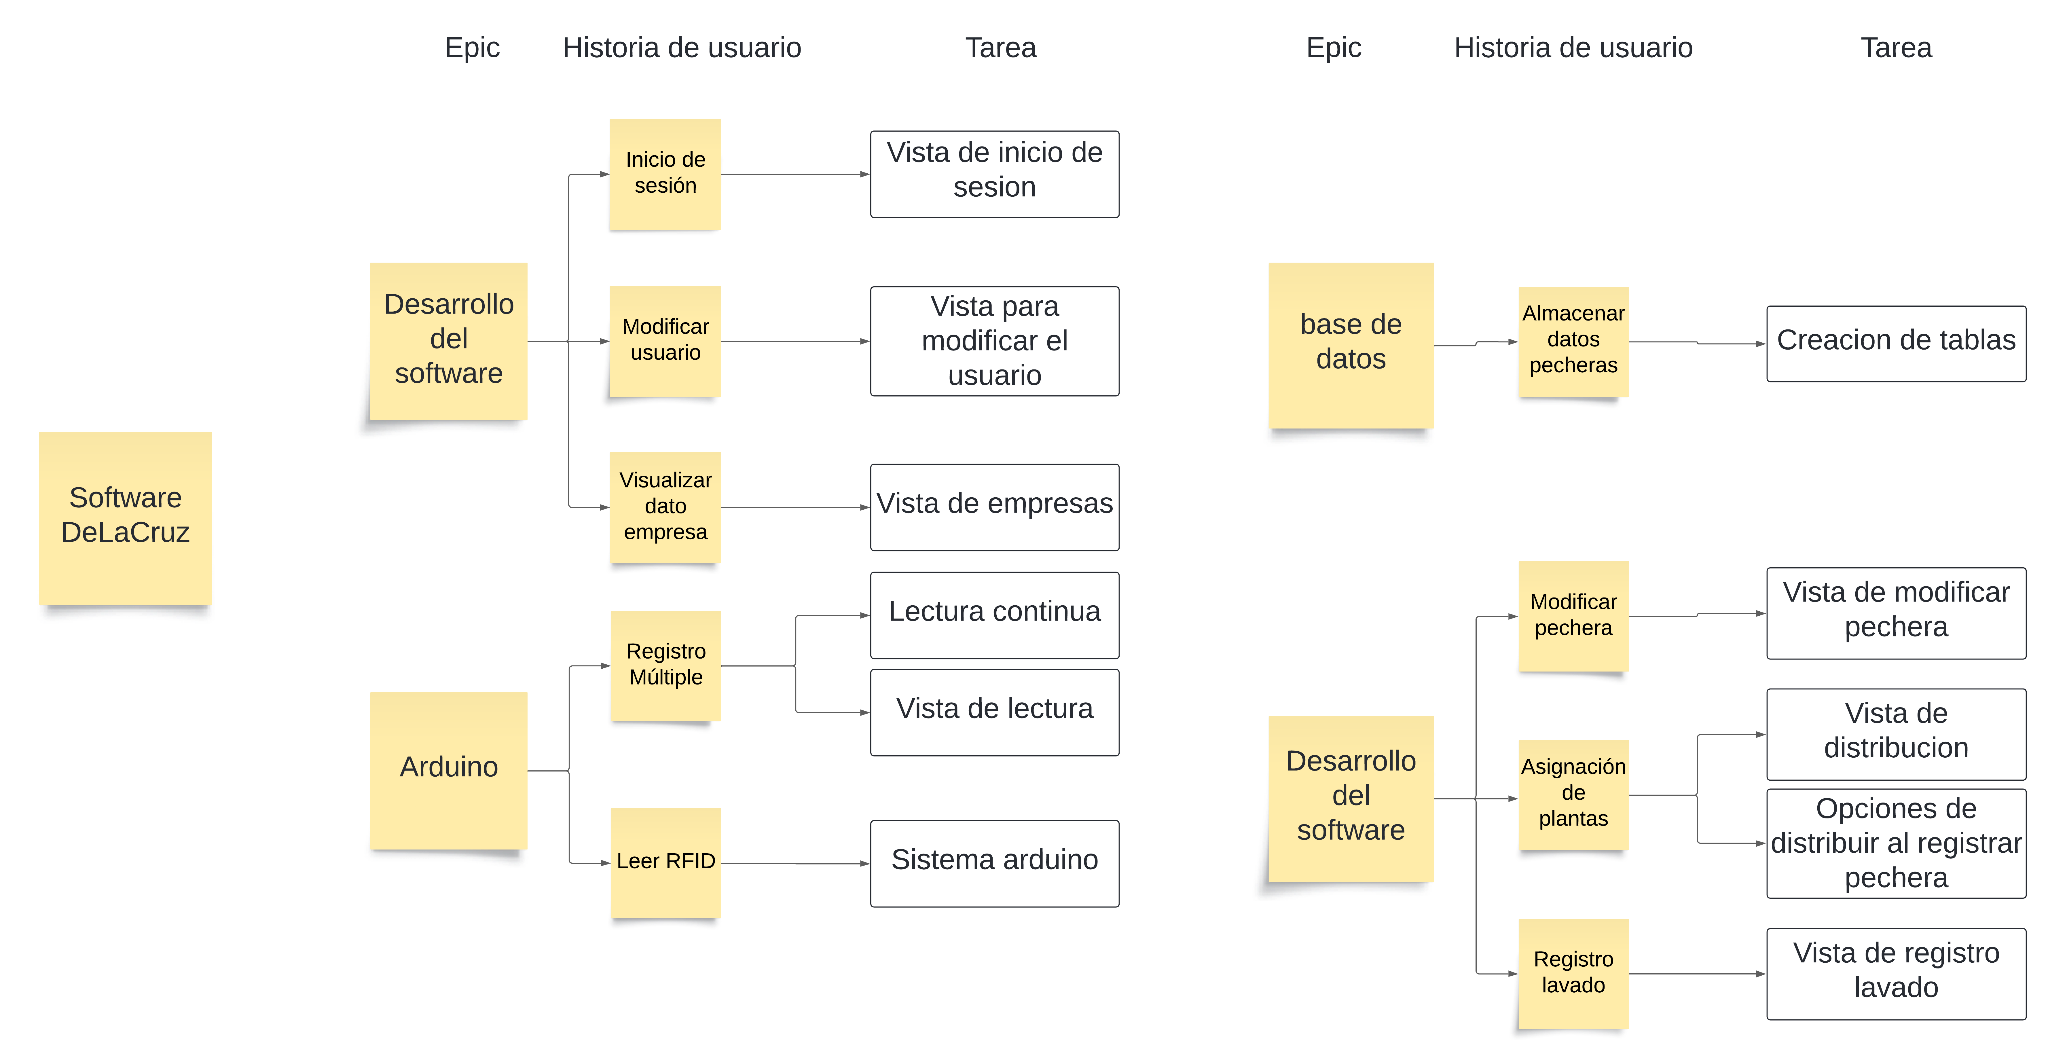 Epic
Historia de usuario
Tarea
Epic
Historia de usuario
Tarea
Software
DeLaCruz
Desarrollo
del
software
Inicio de
sesión
Vista de inicio de
sesion
Modificar
usuario
Vista para
modificar el
usuario
Visualizar
dato
empresa
Vista de empresas
Arduino
Registro
Múltiple
Lectura continua
Vista de lectura
Leer RFID
Sistema arduino
base de
datos
Almacenar
datos
pecheras
Creacion de tablas
Desarrollo
del
software
Modificar
pechera
Vista de modificar
pechera
Asignación
de
plantas
Vista de
distribucion
Opciones de
distribuir al registrar
pechera
Registro
lavado
Vista de registro
lavado